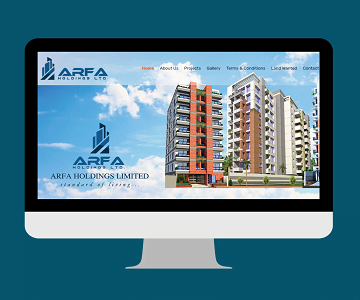 ARFA
HOLDINGS LTD.
Home About Us Projects Gallery Terms & Conditions Land Wanted Contact
ARFA
HOLDINGS LTD.
ARFA HOLDINGS LIMITED
standard of living..